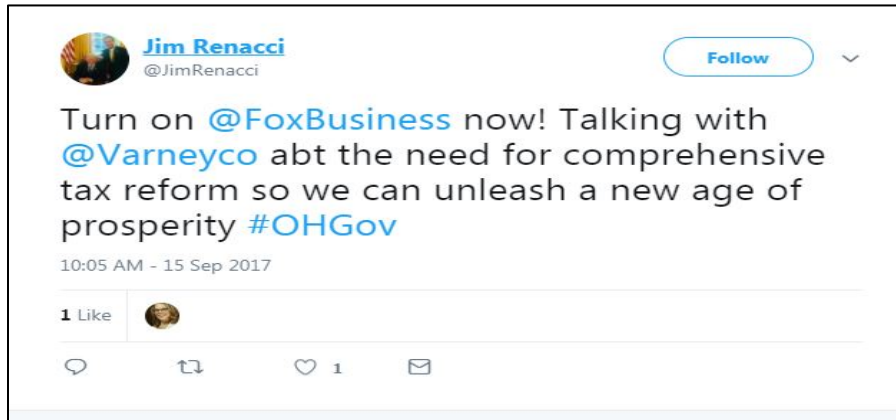 Jim Renacci
@JimRenacci
Follow
Turn on @FoxBusiness now! Talking with
@Varneyco abt the need for comprehensive
tax reform so we can unleash a new age of
prosperity #OHGov
10:05 AM - 15 Sep 2017
1 Like
1